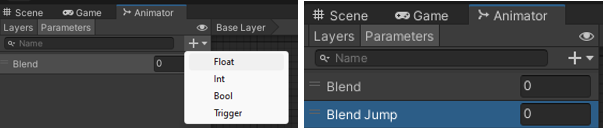 Scene Game Animator
Layers Parameters Base Layer
Name
Blend 0
Float
Int
Bool
Trigger
Scene Game Animator
Layers Parameters
Name
Blend 0
Blend Jump 0